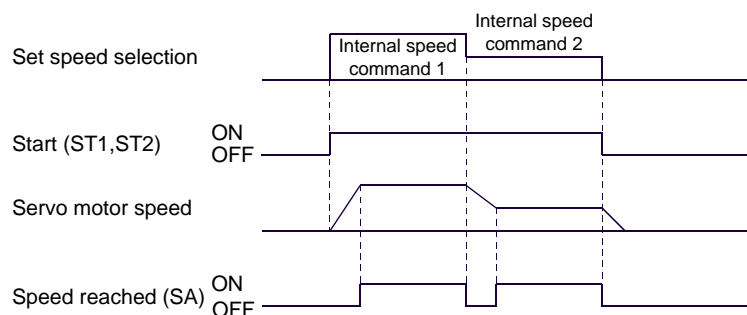 Set speed selection
Internal speed
command 1
Internal speed
command 2
Start (ST1,ST2)
ON
OFF
Servo motor speed
Speed reached (SA)
ON
OFF